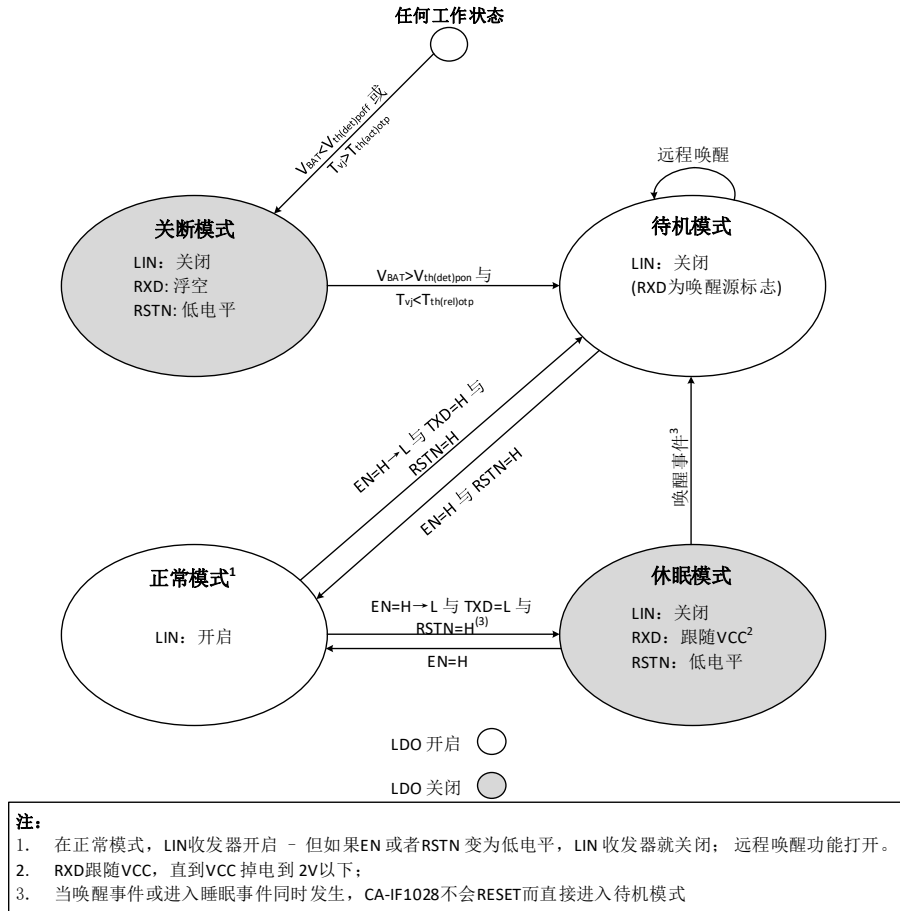 任何工作状态
VBAT<Vth(det)poff 或
Tvj>Tth(act)otp
远程唤醒
关断模式
LIN：关闭
RXD: 浮空
RSTN: 低电平
VBAT>Vth(det)pon 与
Tvj<Tth(rel)otp
待机模式
LIN：关闭
(RXD为唤醒源标志)
EN=H→L 与 TXD=H 与
RSTN=H
EN=H 与 RSTN=H
唤醒事件3
正常模式1
LIN：开启
EN=H→L 与 TXD=L 与
RSTN=H(3)
EN=H
休眠模式
LIN：关闭
RXD：跟随VCC2
RSTN：低电平
LDO 开启
LDO 关闭
注：
1. 在正常模式，LIN收发器开启 - 但如果EN 或者RSTN 变为低电平，LIN 收发器就关闭； 远程唤醒功能打开。
2. RXD跟随VCC，直到VCC 掉电到 2V以下；
3. 当唤醒事件或进入睡眠事件同时发生，CA-IF1028不会RESET而直接进入待机模式